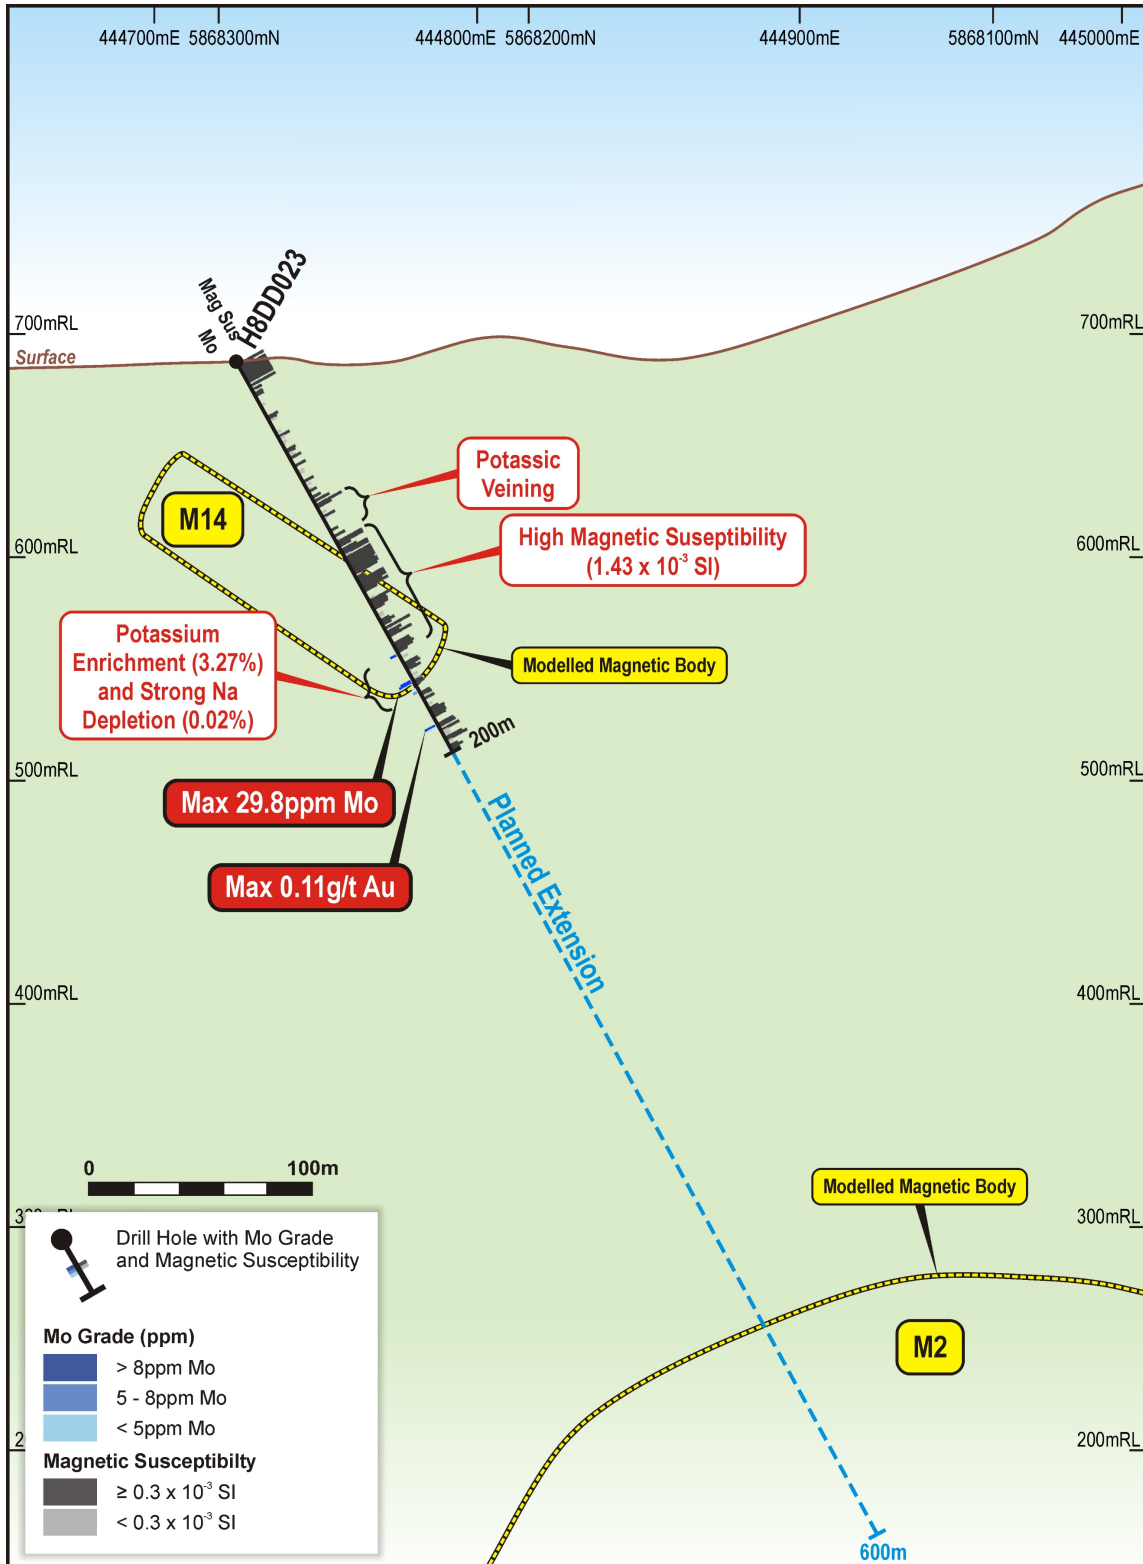 444700mE 5868300mN 444800mE 5868200mN 444900mE 5868100mN 445000mE
H8DD023
Mag Sus
Mo
700mRL 700mRL
Surface
Potassic
Veining
M14
High Magnetic Suseptibility
(1.43 x 10⁻³ SI)
600mRL 600mRL
Potassium
Enrichment (3.27%)
and Strong Na
Depletion (0.02%)
Modelled Magnetic Body
200m
500mRL 500mRL
Max 29.8ppm Mo
Max 0.11g/t Au
Planned Extension
400mRL 400mRL
0 100m
Modelled Magnetic Body
300mRL
Drill Hole with Mo Grade
and Magnetic Susceptibility
M2
Mo Grade (ppm)
> 8ppm Mo
5 - 8ppm Mo
< 5ppm Mo
200mRL
Magnetic Susceptibilty
≥ 0.3 x 10⁻³ SI
< 0.3 x 10⁻³ SI
600m